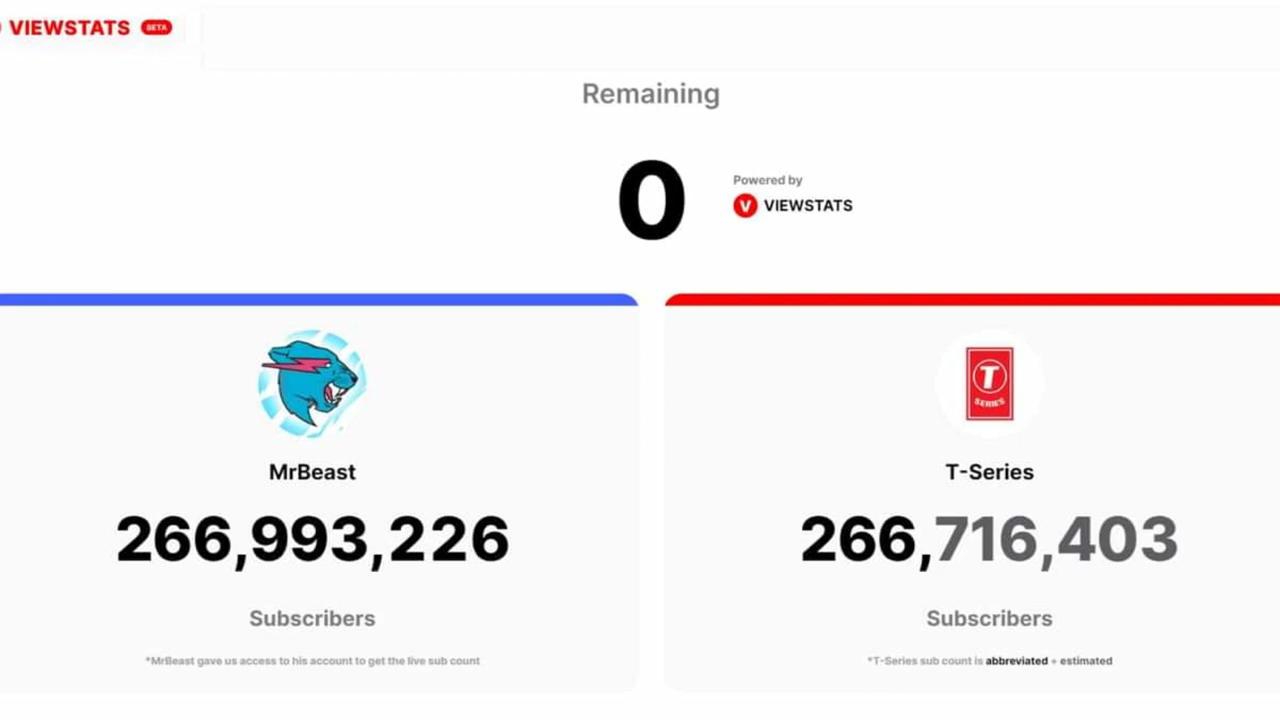 VIEWSTATS BETA
Remaining
0
Powered by
V VIEWSTATS
MrBeast
266,993,226
Subscribers
*MrBeast gave us access to his account to get the live sub count
T
SERIES
T-Series
266,716,403
Subscribers
*T-Series sub count is abbreviated + estimated